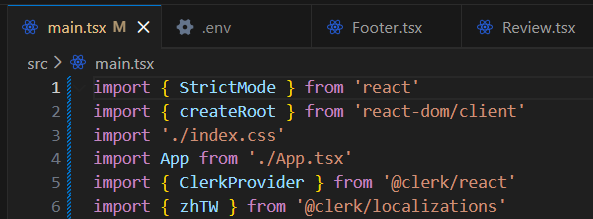 main.tsx M
.env
Footer.tsx
Review.tsx
src > main.tsx
1 import { StrictMode } from 'react'
2 import { createRoot } from 'react-dom/client'
3 import './index.css'
4 import App from './App.tsx'
5 import { ClerkProvider } from '@clerk/react'
6 import { zhTW } from '@clerk/localizations'